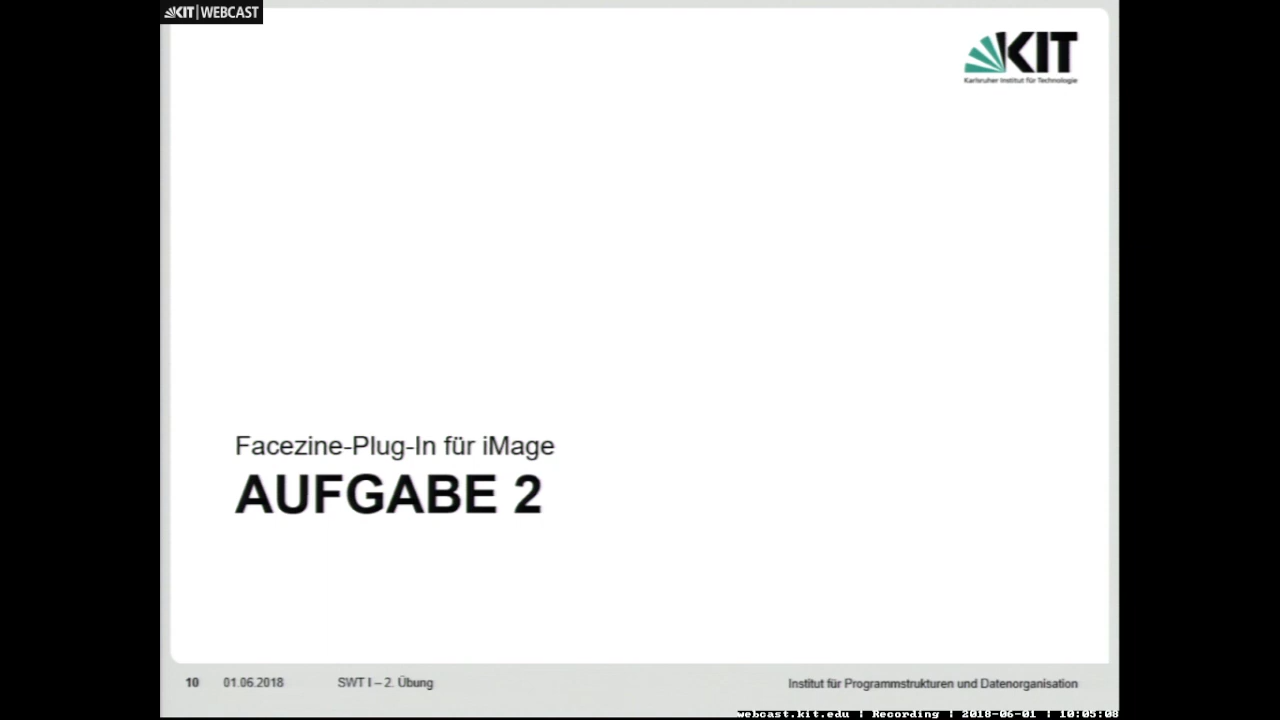 KIT | WEBCAST
KIT
Karlsruher Institut für Technologie
Facezine-Plug-In für iMage
AUFGABE 2
10 01.06.2018 SWT I – 2. Übung Institut für Programmstrukturen und Datenorganisation
webcast.kit.edu | Recording | 2018-06-01 | 10:05:08